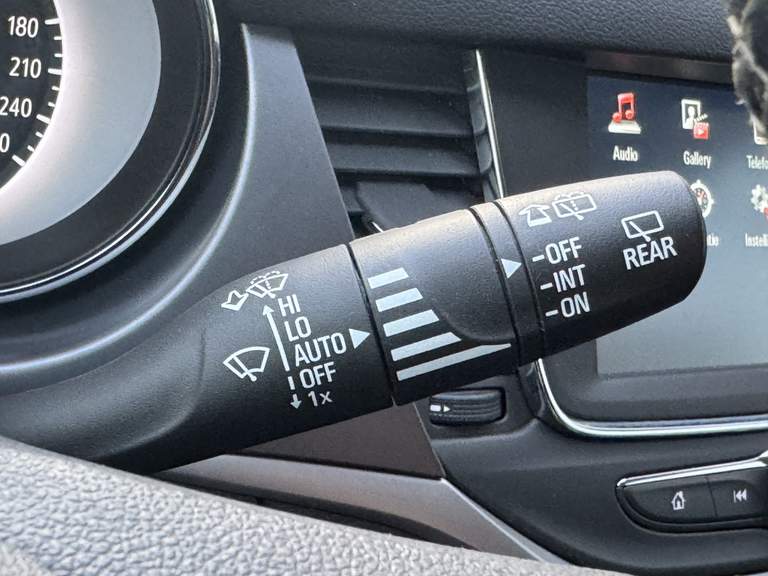 180
210
240
Audio
Gallery
HI
LO
AUTO
OFF
1x
-OFF
-INT
-ON
REAR